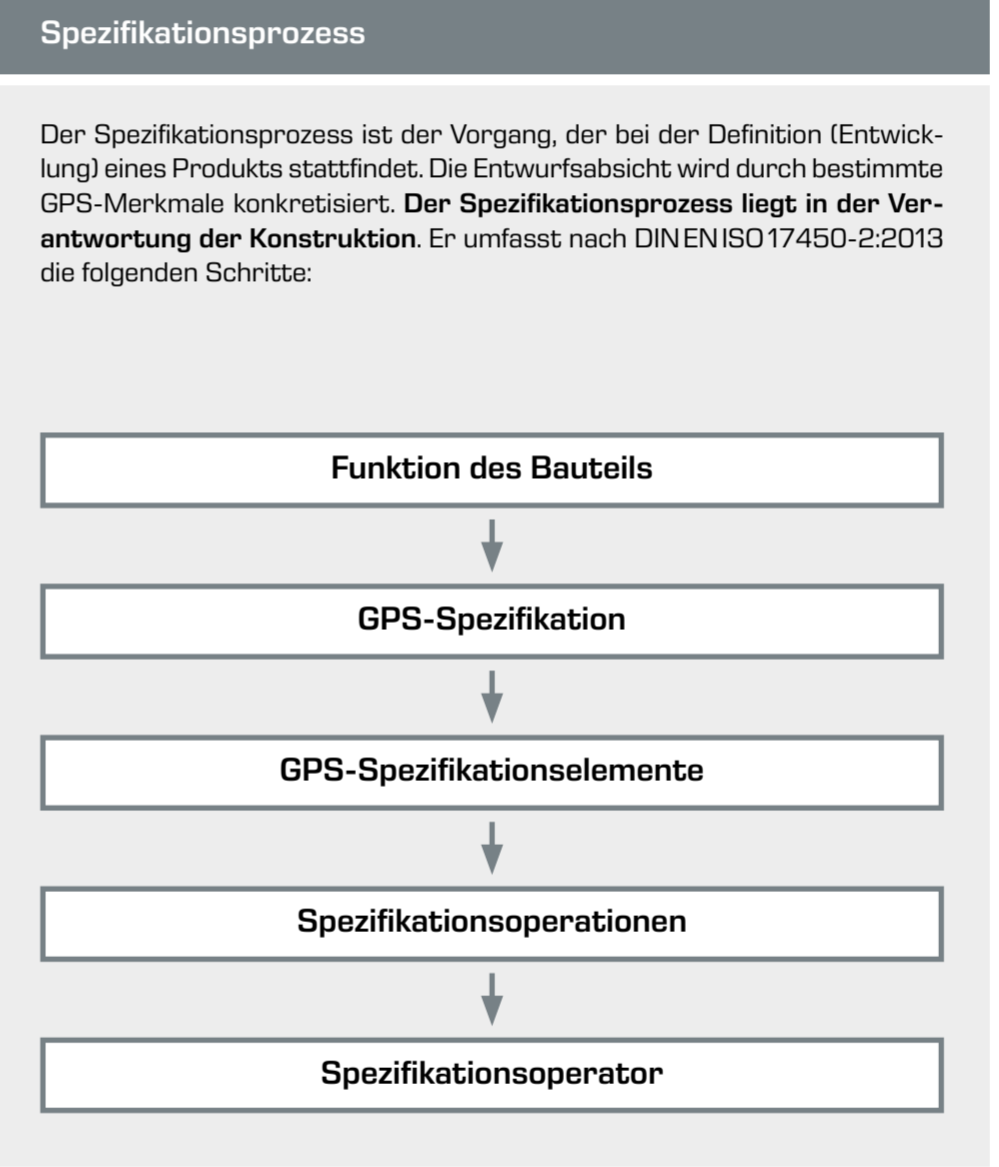 Spezifikationsprozess
Der Spezifikationsprozess ist der Vorgang, der bei der Definition (Entwick-
lung) eines Produkts stattfindet. Die Entwurfsabsicht wird durch bestimmte
GPS-Merkmale konkretisiert. Der Spezifikationsprozess liegt in der Ver-
antwortung der Konstruktion. Er umfasst nach DIN EN ISO 17450-2:2013
die folgenden Schritte:
Funktion des Bauteils
GPS-Spezifikation
GPS-Spezifikationselemente
Spezifikationsoperationen
Spezifikationsoperator